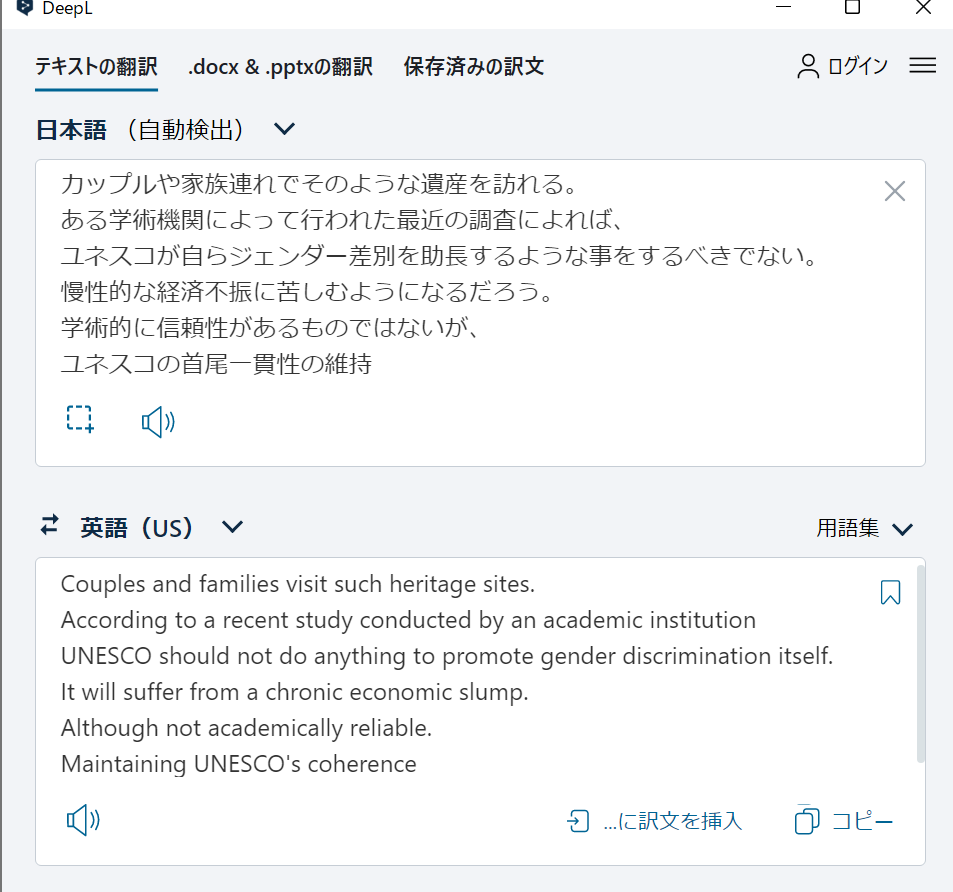 DeepL
テキストの翻訳 .docx & .pptxの翻訳 保存済みの訳文 ログイン
日本語 （自動検出）
カップルや家族連れでそのような遺産を訪れる。
ある学術機関によって行われた最近の調査によれば、
ユネスコが自らジェンダー差別を助長するような事をするべきでない。
慢性的な経済不振に苦しむようになるだろう。
学術的に信頼性があるものではないが、
ユネスコの首尾一貫性の維持
英語（US） 用語集
Couples and families visit such heritage sites.
According to a recent study conducted by an academic institution
UNESCO should not do anything to promote gender discrimination itself.
It will suffer from a chronic economic slump.
Although not academically reliable.
Maintaining UNESCO's coherence
...に訳文を挿入 コピー